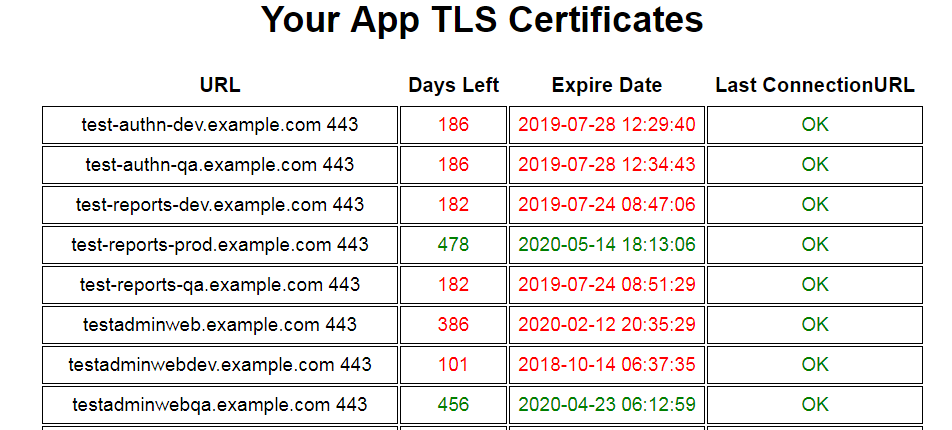 Your App TLS Certificates
URL Days Left Expire Date Last ConnectionURL
test-authn-dev.example.com 443 186 2019-07-28 12:29:40 OK
test-authn-qa.example.com 443 186 2019-07-28 12:34:43 OK
test-reports-dev.example.com 443 182 2019-07-24 08:47:06 OK
test-reports-prod.example.com 443 478 2020-05-14 18:13:06 OK
test-reports-qa.example.com 443 182 2019-07-24 08:51:29 OK
testadminweb.example.com 443 386 2020-02-12 20:35:29 OK
testadminwebdev.example.com 443 101 2018-10-14 06:37:35 OK
testadminwebqa.example.com 443 456 2020-04-23 06:12:59 OK